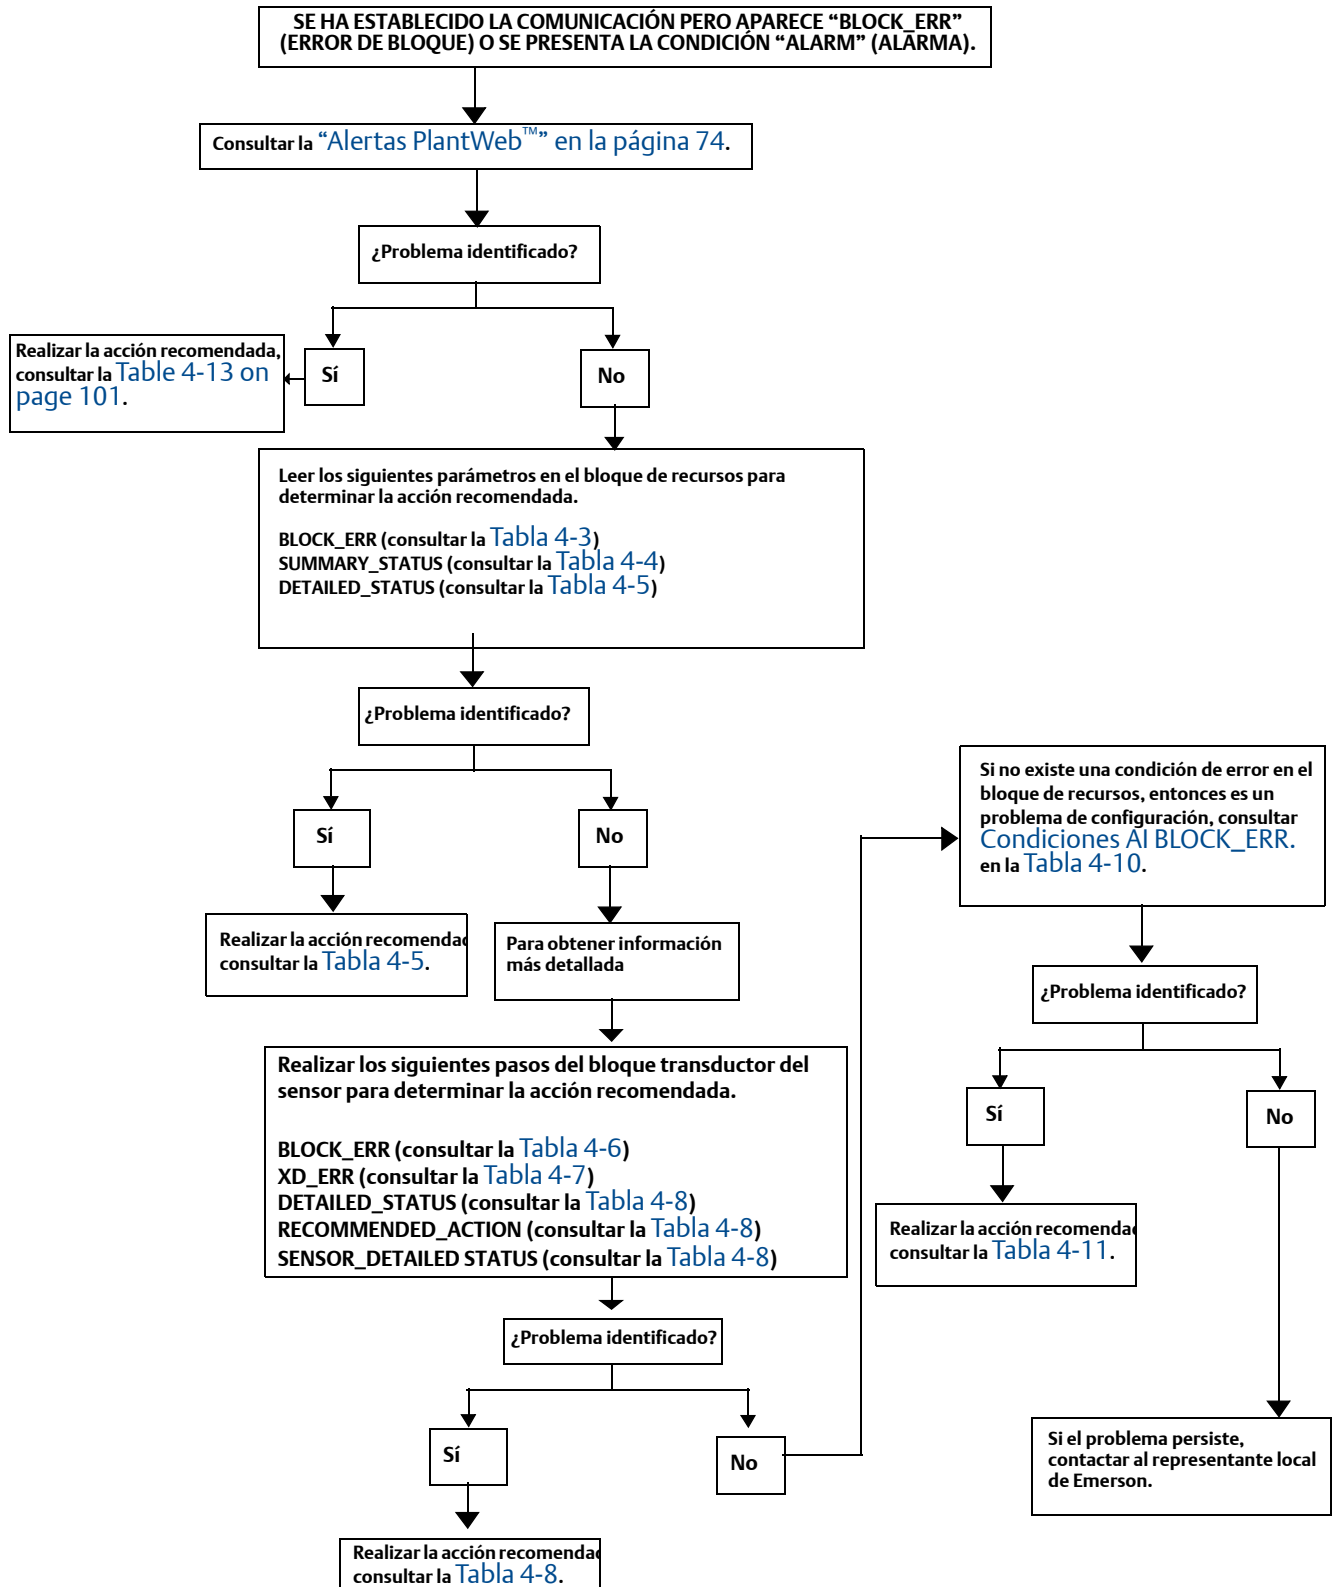 SE HA ESTABLECIDO LA COMUNICACIÓN PERO APARECE “BLOCK_ERR”
(ERROR DE BLOQUE) O SE PRESENTA LA CONDICIÓN “ALARM” (ALARMA).
Consultar la “Alertas PlantWeb™” en la página 74.
¿Problema identificado?
Realizar la acción recomendada,
consultar la Table 4-13 on
page 101.
Sí
No
Leer los siguientes parámetros en el bloque de recursos para
determinar la acción recomendada.
BLOCK_ERR (consultar la Tabla 4-3)
SUMMARY_STATUS (consultar la Tabla 4-4)
DETAILED_STATUS (consultar la Tabla 4-5)
¿Problema identificado?
Sí
No
Realizar la acción recomendad
consultar la Tabla 4-5.
Para obtener información
más detallada
Realizar los siguientes pasos del bloque transductor del
sensor para determinar la acción recomendada.
BLOCK_ERR (consultar la Tabla 4-6)
XD_ERR (consultar la Tabla 4-7)
DETAILED_STATUS (consultar la Tabla 4-8)
RECOMMENDED_ACTION (consultar la Tabla 4-8)
SENSOR_DETAILED STATUS (consultar la Tabla 4-8)
¿Problema identificado?
Sí
No
Realizar la acción recomendad
consultar la Tabla 4-8.
Si no existe una condición de error en el
bloque de recursos, entonces es un
problema de configuración, consultar
Condiciones AI BLOCK_ERR.
en la Tabla 4-10.
¿Problema identificado?
Sí
No
Realizar la acción recomendad
consultar la Tabla 4-11.
Si el problema persiste,
contactar al representante local
de Emerson.